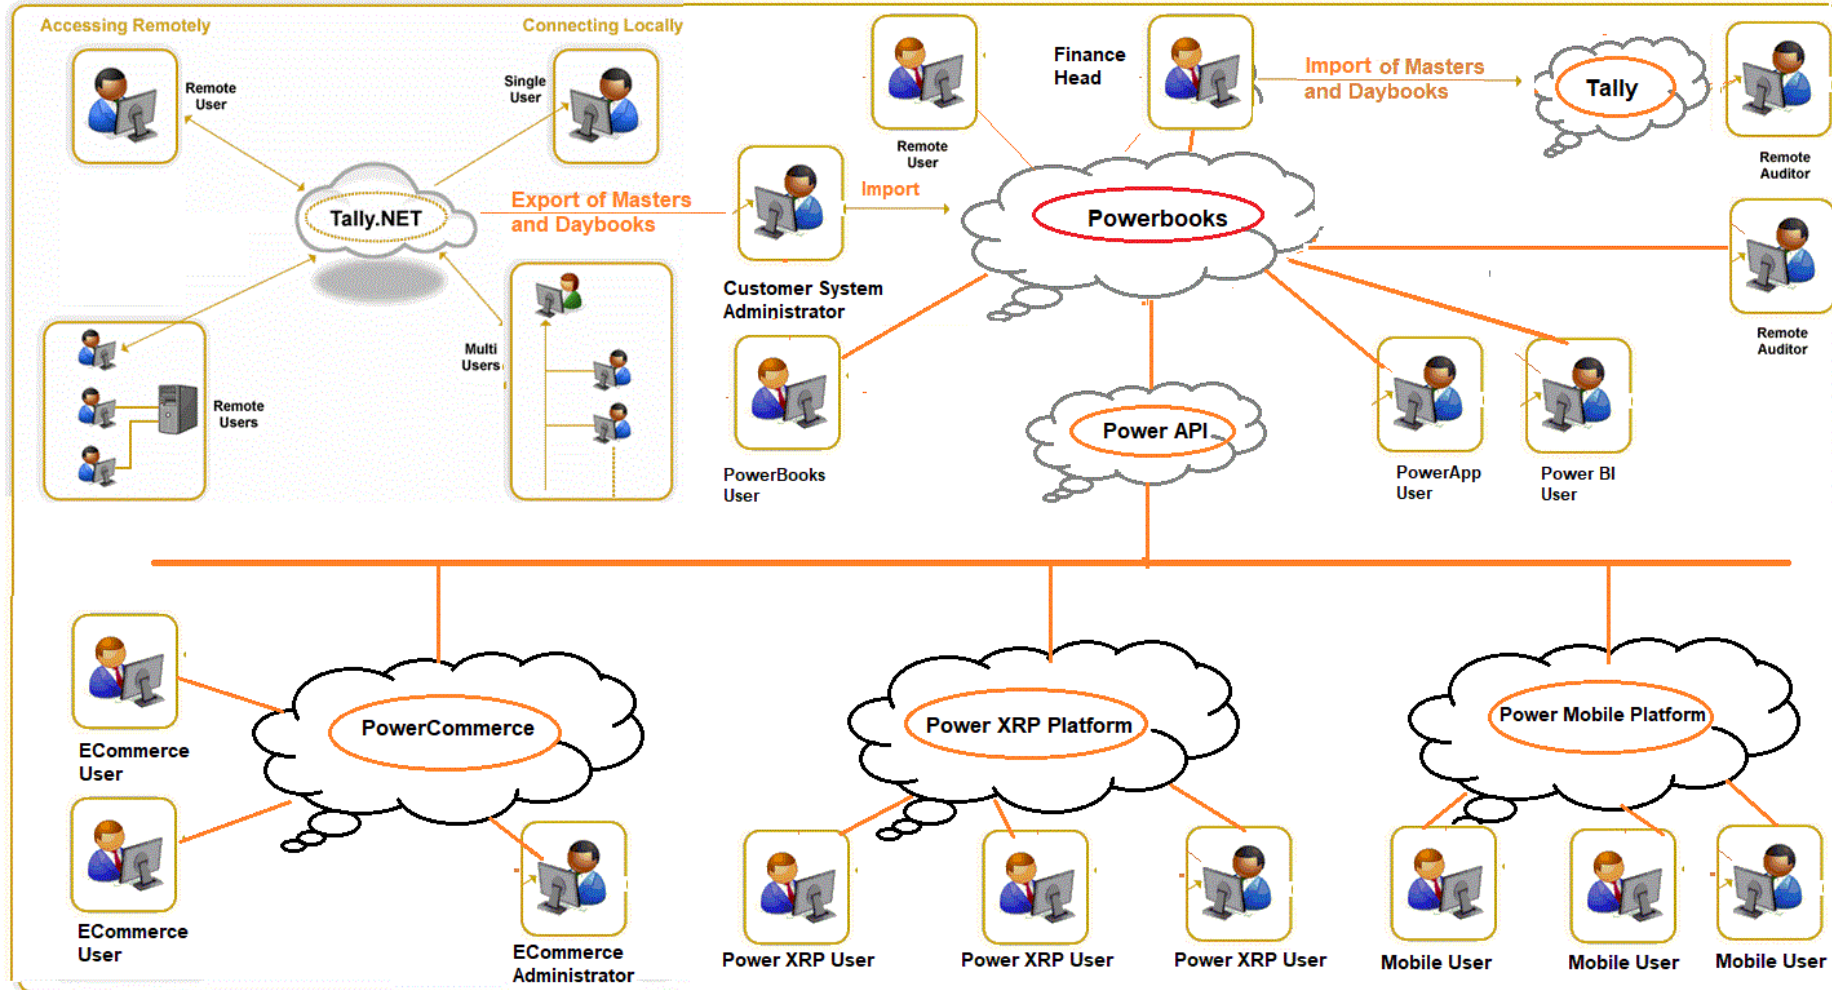 Accessing Remotely
Connecting Locally
Remote
User
Single
User
Tally.NET
Export of Masters
and Daybooks
Multi
Users
Remote
Users
Remote
User
Finance
Head
Import of Masters
and Daybooks
Tally
Remote
Auditor
Import
Powerbooks
Customer System
Administrator
Remote
Auditor
PowerBooks
User
Power API
PowerApp
User
Power BI
User
ECommerce
User
PowerCommerce
Power XRP Platform
Power Mobile Platform
ECommerce
User
ECommerce
Administrator
Power XRP User
Power XRP User
Power XRP User
Mobile User
Mobile User
Mobile User